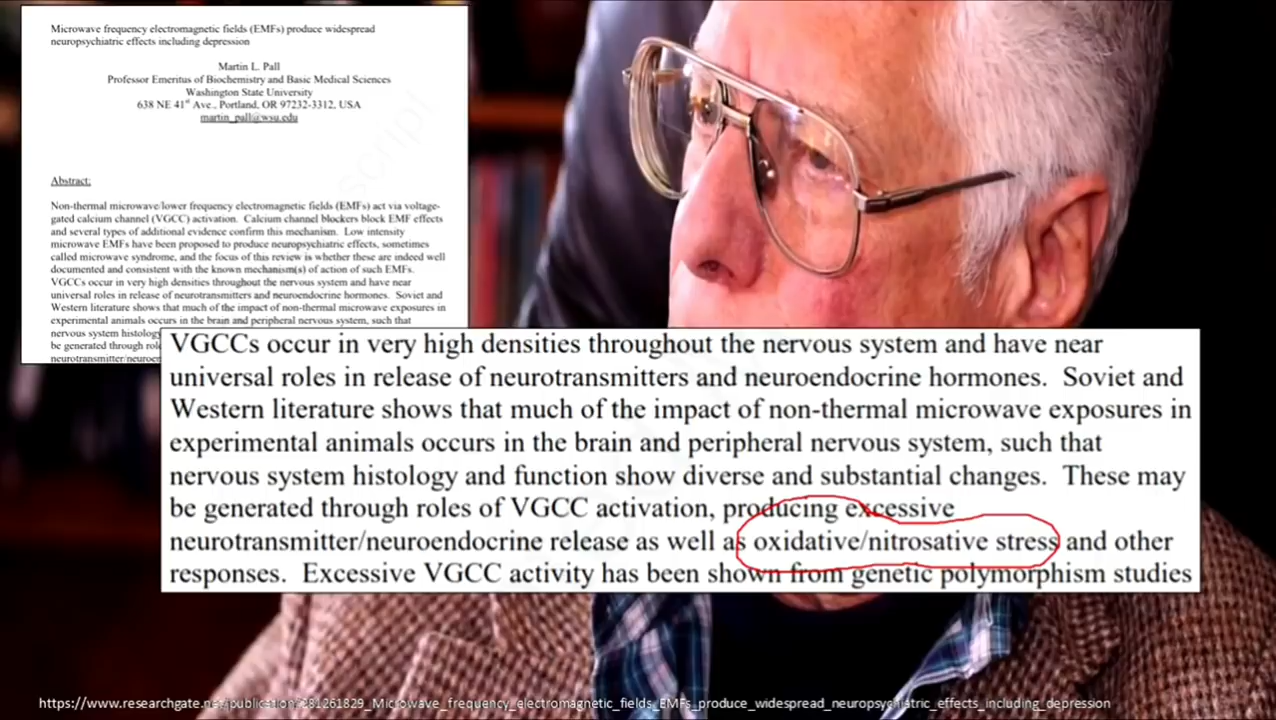 Microwave frequency electromagnetic fields (EMFs) produce widespread
neuropsychiatric effects including depression
Martin L. Pall
Professor Emeritus of Biochemistry and Basic Medical Sciences
Washington State University
638 NE 41st Ave., Portland, OR 97232-3312, USA
martin_pall@wsu.edu
Abstract:
Non-thermal microwave/lower frequency electromagnetic fields (EMFs) act via voltage-
gated calcium channel (VGCC) activation. Calcium channel blockers block EMF effects
and several types of additional evidence confirm this mechanism. Low intensity
microwave EMFs have been proposed to produce neuropsychiatric effects, sometimes
called microwave syndrome, and the focus of this review is whether these are indeed well
documented and consistent with the known mechanism(s) of action of such EMFs.
VGCCs occur in very high densities throughout the nervous system and have near
universal roles in release of neurotransmitters and neuroendocrine hormones. Soviet and
Western literature shows that much of the impact of non-thermal microwave exposures in
experimental animals occurs in the brain and peripheral nervous system, such that
nervous system histology
be generated through
VGCCs occur in very high densities throughout the nervous system and have near
universal roles in release of neurotransmitters and neuroendocrine hormones. Soviet and
Western literature shows that much of the impact of non-thermal microwave exposures in
experimental animals occurs in the brain and peripheral nervous system, such that
nervous system histology and function show diverse and substantial changes. These may
be generated through roles of VGCC activation, producing excessive
neurotransmitter/neuroendocrine release as well as oxidative/nitrosative stress and other
responses. Excessive VGCC activity has been shown from genetic polymorphism studies
https://www.researchgate.net/publication/281261829_Microwave_frequency_electromagnetic_fields_EMFs_produce_widespread_neuropsychiatric_effects_including_depression